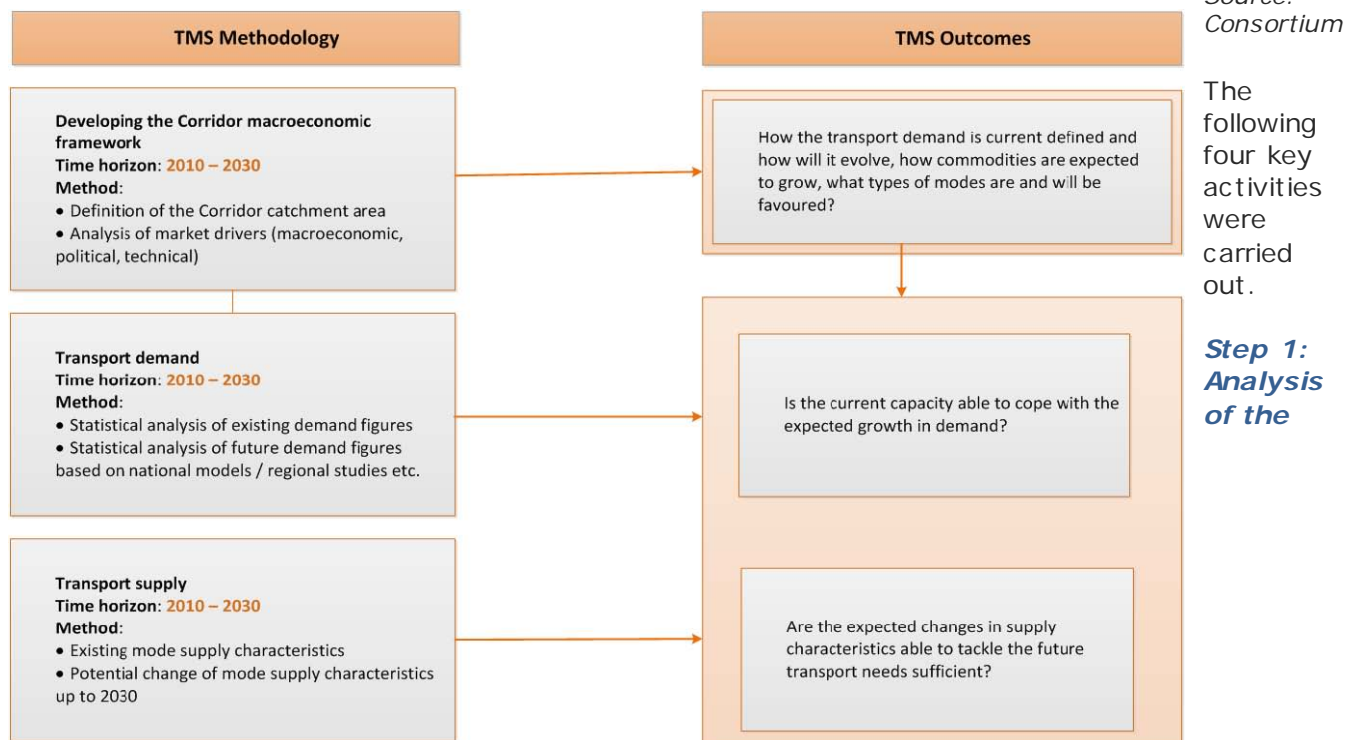 TMS Methodology
Developing the Corridor macroeconomic
framework
Time horizon: 2010 – 2030
Method:
• Definition of the Corridor catchment area
• Analysis of market drivers (macroeconomic,
political, technical)
Transport demand
Time horizon: 2010 – 2030
Method:
• Statistical analysis of existing demand figures
• Statistical analysis of future demand figures
based on national models / regional studies etc.
Transport supply
Time horizon: 2010 – 2030
Method:
• Existing mode supply characteristics
• Potential change of mode supply characteristics
up to 2030
TMS Outcomes
How the transport demand is current defined and
how will it evolve, how commodities are expected
to grow, what types of modes are and will be
favoured?
Is the current capacity able to cope with the
expected growth in demand?
Are the expected changes in supply
characteristics able to tackle the future
transport needs sufficient?
Source:
Consortium
The
following
four key
activities
were
carried
out.
Step 1:
Analysis
of the